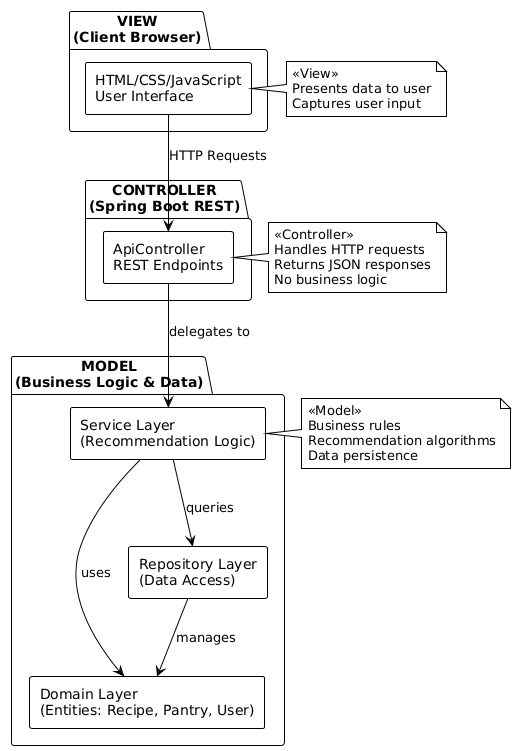 VIEW
(Client Browser)
HTML/CSS/JavaScript
User Interface
«View»
Presents data to user
Captures user input
HTTP Requests
CONTROLLER
(Spring Boot REST)
ApiController
REST Endpoints
«Controller»
Handles HTTP requests
Returns JSON responses
No business logic
delegates to
MODEL
(Business Logic & Data)
Service Layer
(Recommendation Logic)
«Model»
Business rules
Recommendation algorithms
Data persistence
queries
Repository Layer
(Data Access)
uses
manages
Domain Layer
(Entities: Recipe, Pantry, User)